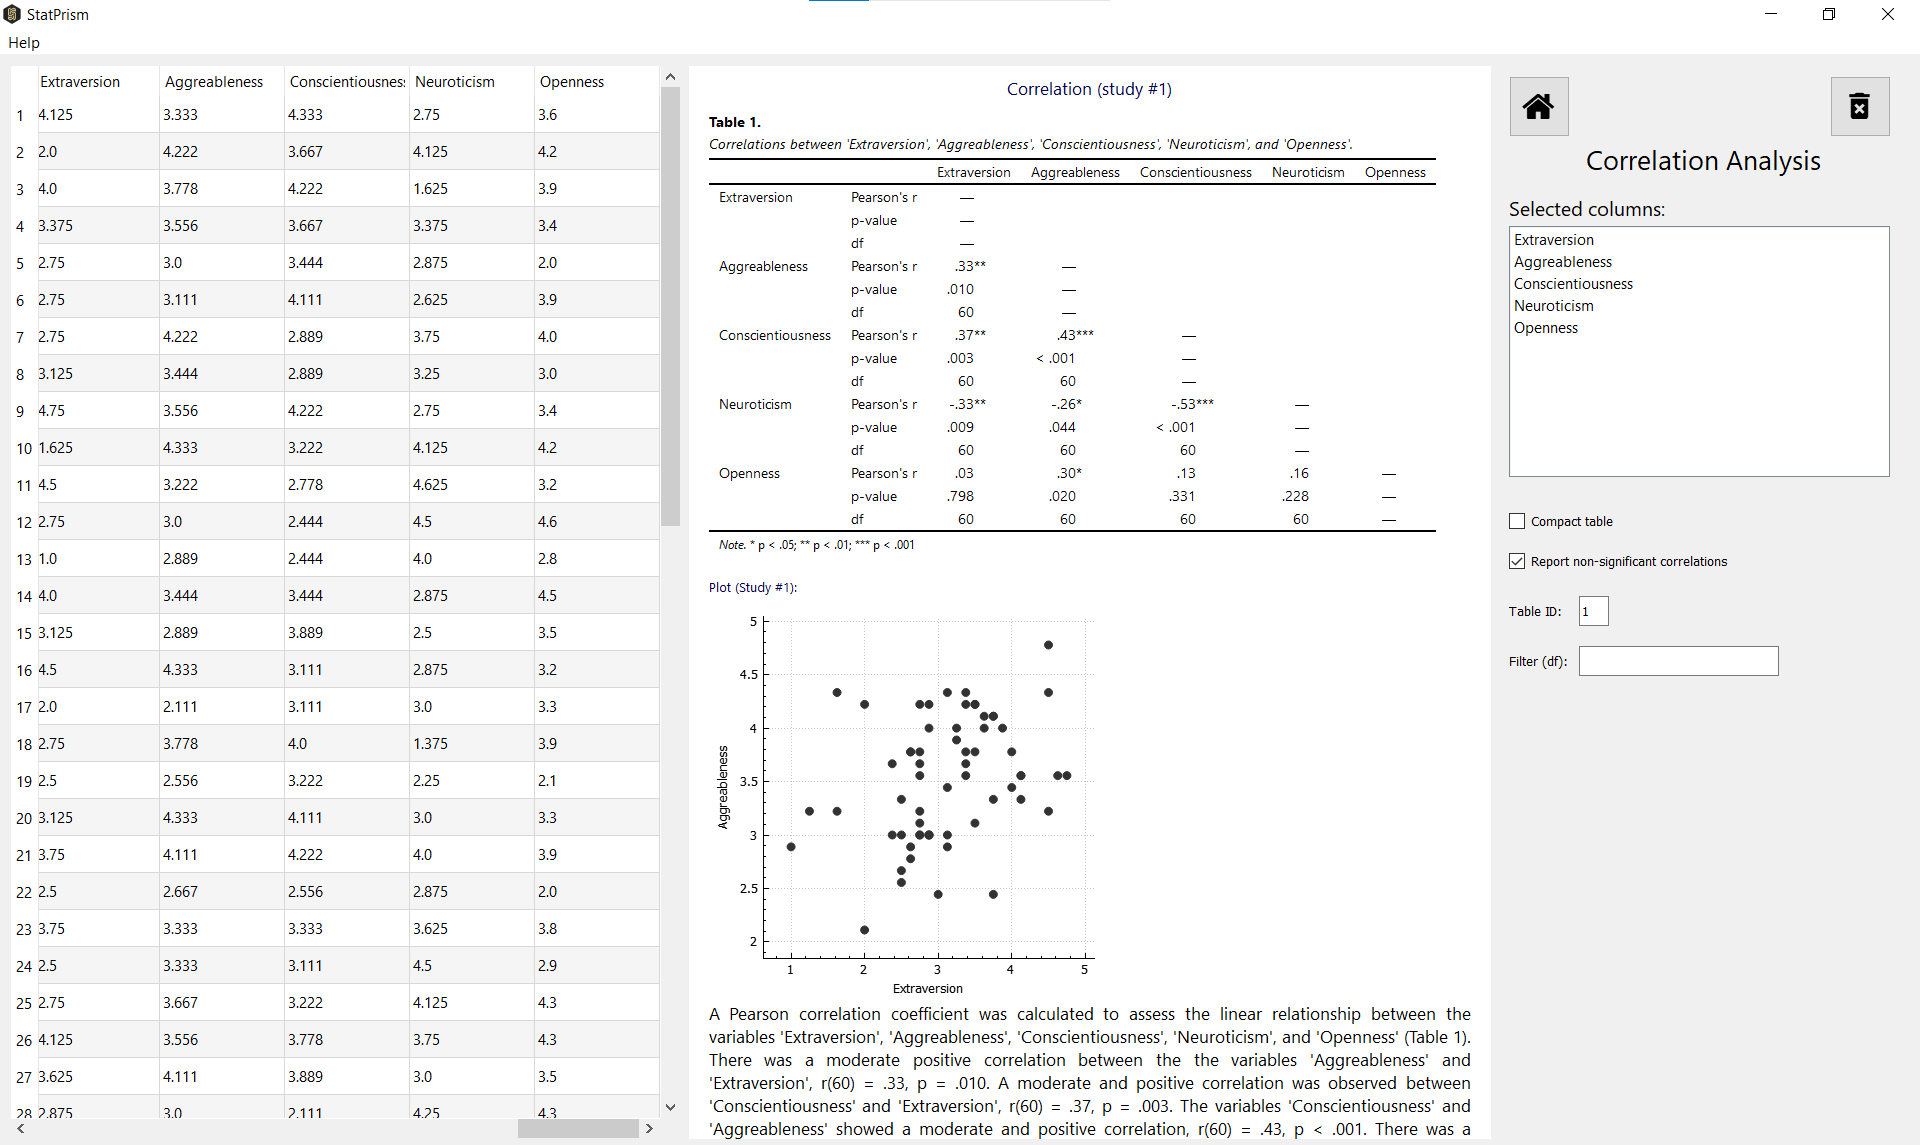 StatPrism
Help
Extraversion Aggreableness Conscientiousnes Neuroticism Openness
1 4.125 3.333 4.333 2.75 3.6
2 2.0 4.222 3.667 4.125 4.2
3 4.0 3.778 4.222 1.625 3.9
4 3.375 3.556 3.667 3.375 3.4
5 2.75 3.0 3.444 2.875 2.0
6 2.75 3.111 4.111 2.625 3.9
7 2.75 4.222 2.889 3.75 4.0
8 3.125 3.444 2.889 3.25 3.0
9 4.75 3.556 4.222 2.75 3.4
10 1.625 4.333 3.222 4.125 4.2
11 4.5 3.222 2.778 4.625 3.2
12 2.75 3.0 2.444 4.5 4.6
13 1.0 2.889 2.444 4.0 2.8
14 4.0 3.444 3.444 2.875 4.5
15 3.125 2.889 3.889 2.5 3.5
16 4.5 4.333 3.111 2.875 3.2
17 2.0 2.111 3.111 3.0 3.3
18 2.75 3.778 4.0 1.375 3.9
19 2.5 2.556 3.222 2.25 2.1
20 3.125 4.333 4.111 3.0 3.3
21 3.75 4.111 4.222 4.0 3.9
22 2.5 2.667 2.556 2.875 2.0
23 3.75 3.333 3.333 3.625 3.8
24 2.5 3.333 3.111 4.5 2.9
25 2.75 3.667 3.222 4.125 4.3
26 4.125 3.556 3.778 3.75 4.3
27 3.625 4.111 3.889 3.0 3.5
28 2.875 3.0 2.111 4.25 4.3
Correlation (study #1)
Table 1.
Correlations between 'Extraversion', 'Aggreableness', 'Conscientiousness', 'Neuroticism', and 'Openness'.
Extraversion Aggreableness Conscientiousness Neuroticism Openness
Extraversion Pearson's r —
p-value —
df —
Aggreableness Pearson's r .33** —
p-value .010 —
df 60 —
Conscientiousness Pearson's r .37** .43*** —
p-value .003 < .001 —
df 60 60 —
Neuroticism Pearson's r -.33** -.26* -.53*** —
p-value .009 .044 < .001 —
df 60 60 60 —
Openness Pearson's r .03 .30* .13 .16 —
p-value .798 .020 .331 .228 —
df 60 60 60 60 —
Note. * p < .05; ** p < .01; *** p < .001
Plot (Study #1):
5
4.5
4
3.5
3
2.5
2
Aggreableness
1 2 3 4 5
Extraversion
A Pearson correlation coefficient was calculated to assess the linear relationship between the
variables 'Extraversion', 'Aggreableness', 'Conscientiousness', 'Neuroticism', and 'Openness' (Table 1).
There was a moderate positive correlation between the the variables 'Aggreableness' and
'Extraversion', r(60) = .33, p = .010. A moderate and positive correlation was observed between
'Conscientiousness' and 'Extraversion', r(60) = .37, p = .003. The variables 'Conscientiousness' and
'Aggreableness' showed a moderate and positive correlation, r(60) = .43, p < .001. There was a
Correlation Analysis
Selected columns:
Extraversion
Aggreableness
Conscientiousness
Neuroticism
Openness
Compact table
Report non-significant correlations
Table ID: 1
Filter (df):